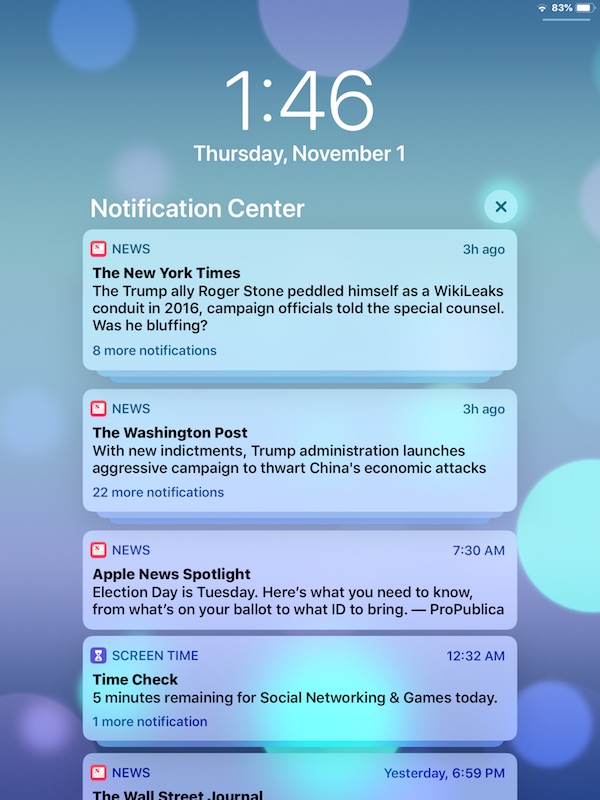 83%
1:46
Thursday, November 1
Notification Center
NEWS 3h ago
The New York Times
The Trump ally Roger Stone peddled himself as a WikiLeaks
conduit in 2016, campaign officials told the special counsel.
Was he bluffing?
8 more notifications
NEWS 3h ago
The Washington Post
With new indictments, Trump administration launches
aggressive campaign to thwart China's economic attacks
22 more notifications
NEWS 7:30 AM
Apple News Spotlight
Election Day is Tuesday. Here’s what you need to know,
from what’s on your ballot to what ID to bring. — ProPublica
SCREEN TIME 12:32 AM
Time Check
5 minutes remaining for Social Networking & Games today.
1 more notification
NEWS Yesterday, 6:59 PM
The Wall Street Journal